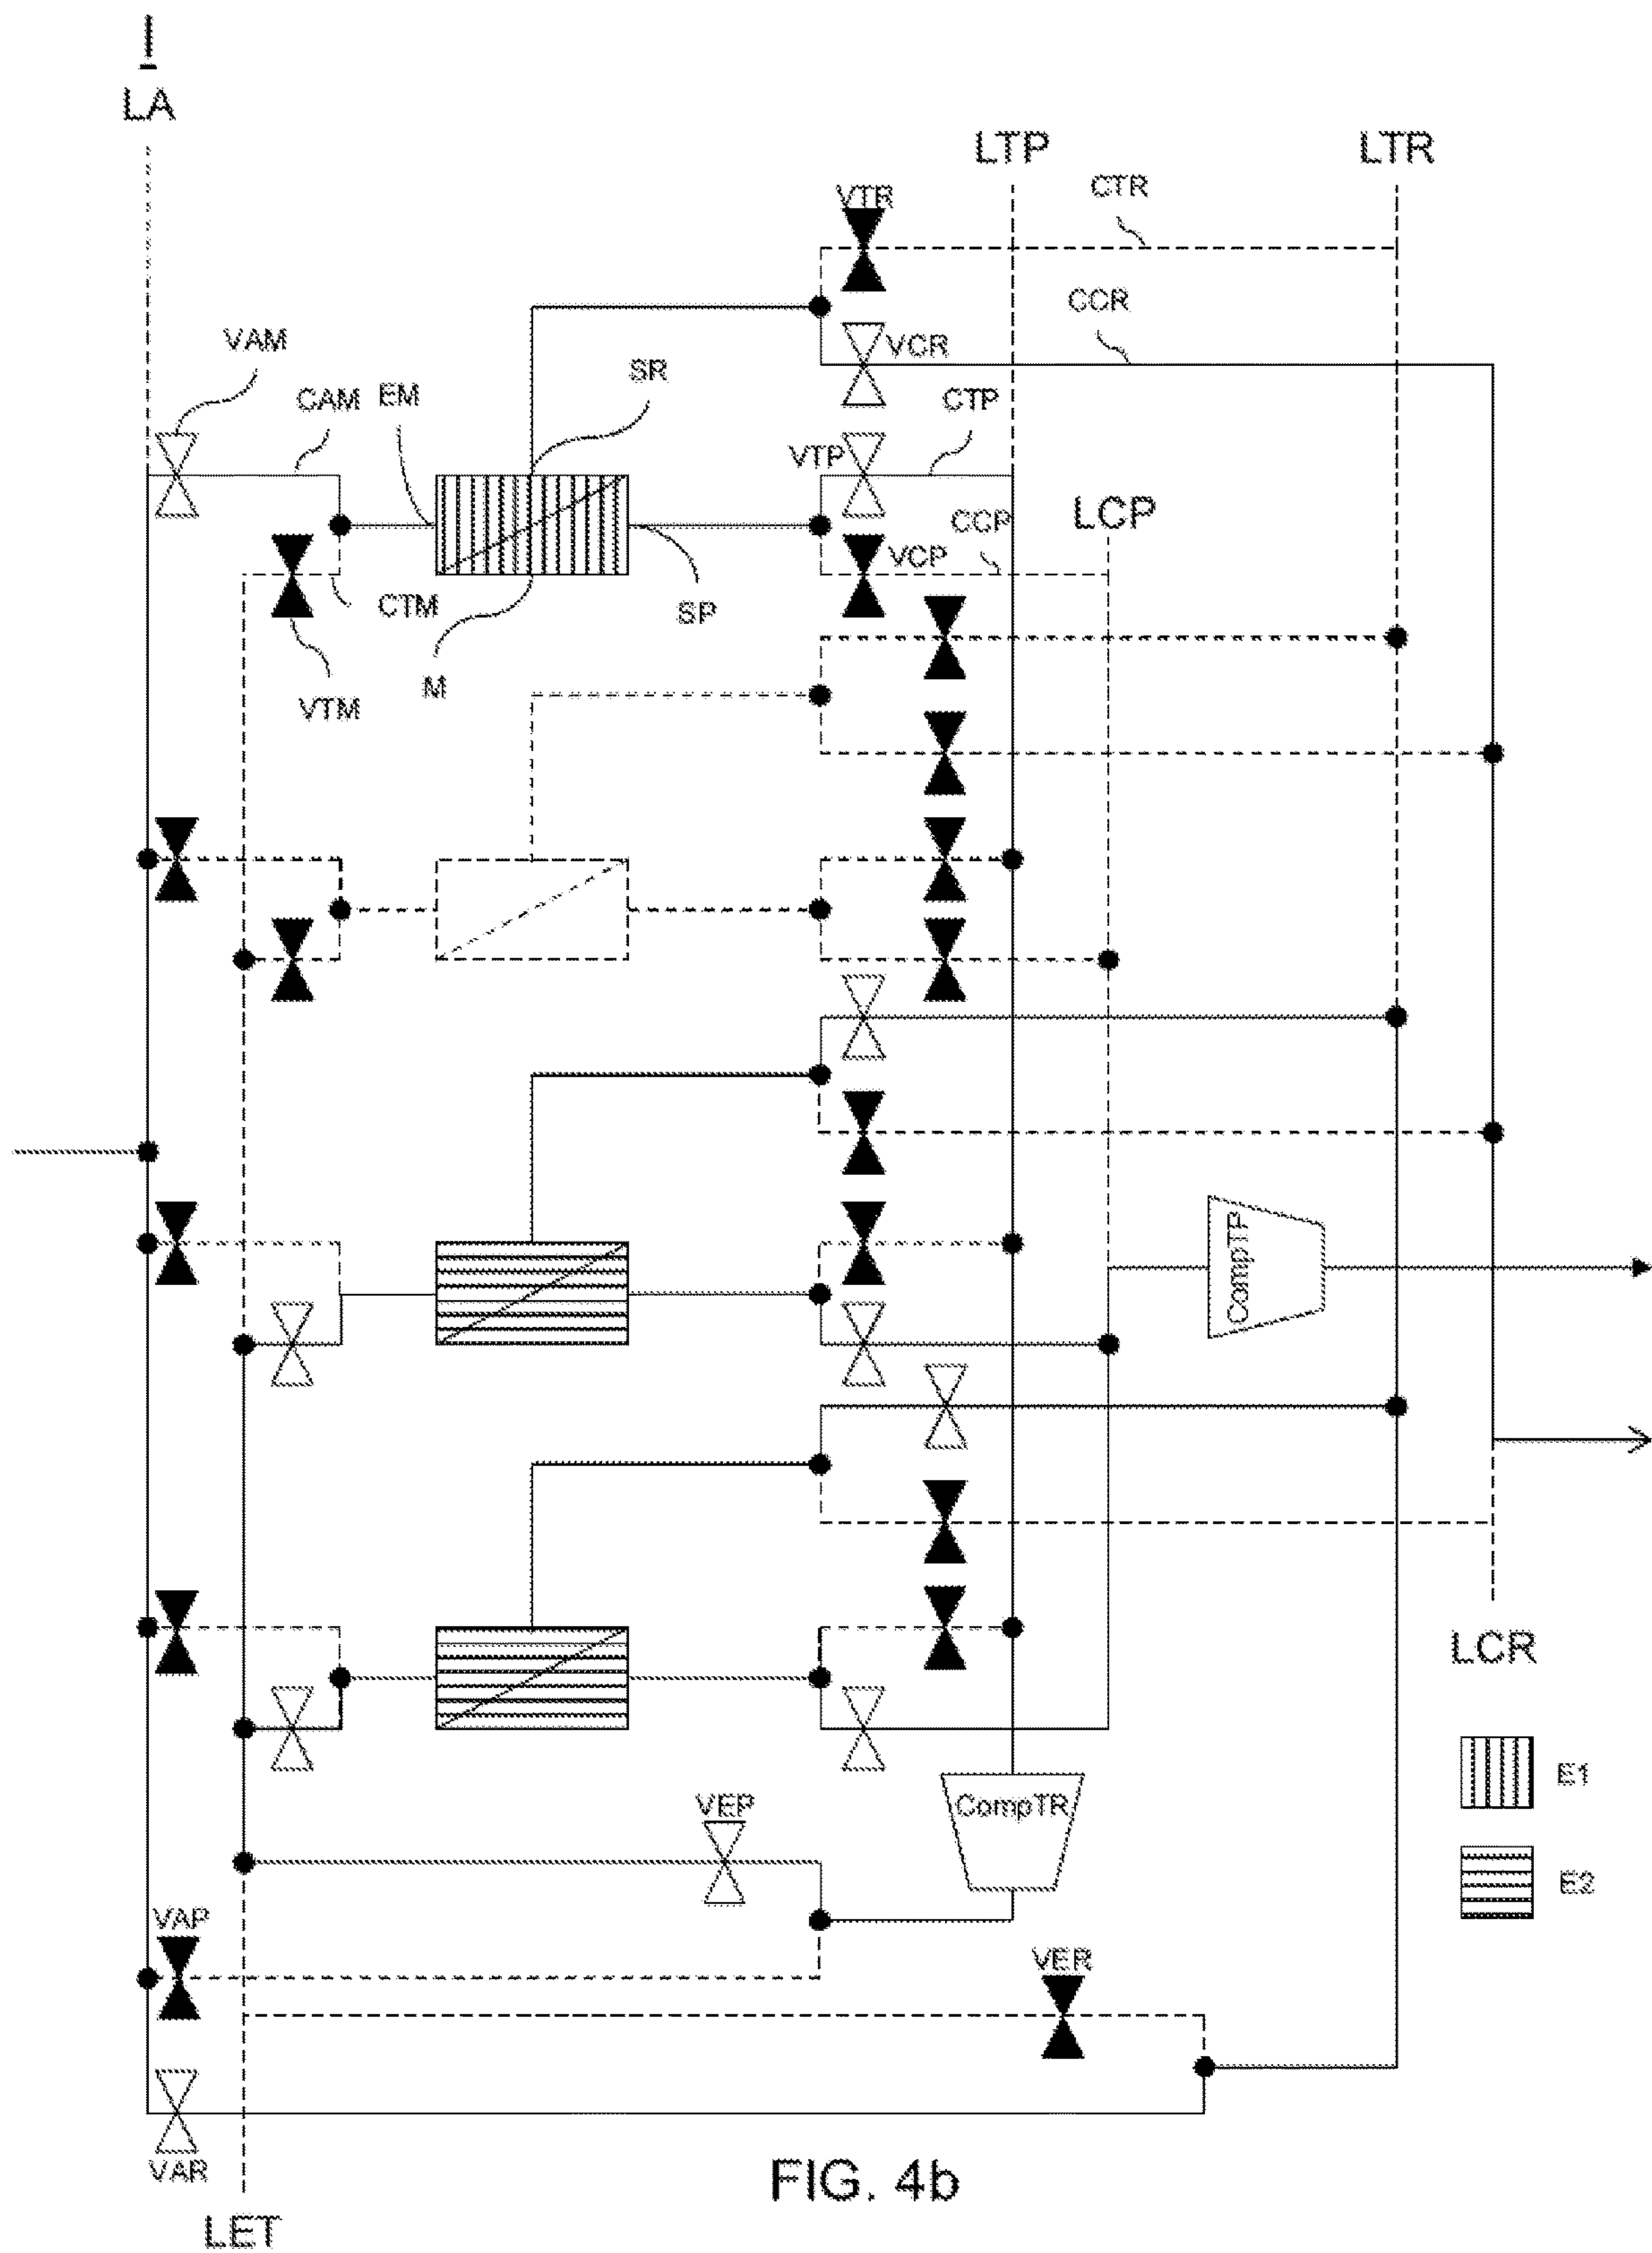 I
LA
LTP
LTR
VTR
CTR
CCR
VAM
VCR
SR
CAM
EM
CTP
VTP
LCP
CCP
VCP
CTM
SP
M
VTM
CompTP
LCR
E1
CompTR
VEP
E2
VAP
VER
VAR
FIG. 4b
LET